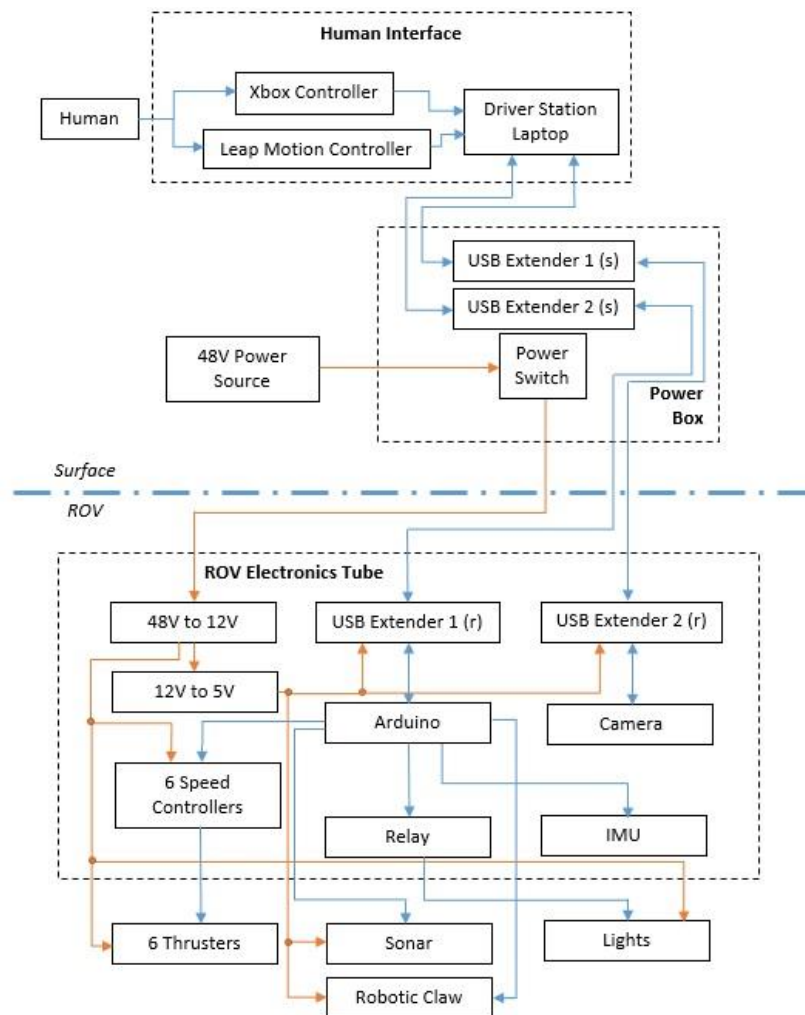 Human Interface
Xbox Controller
Human
Driver Station
Laptop
Leap Motion Controller
USB Extender 1 (s)
USB Extender 2 (s)
48V Power
Source
Power
Switch
Power
Box
Surface
ROV
ROV Electronics Tube
48V to 12V
USB Extender 1 (r)
USB Extender 2 (r)
12V to 5V
Arduino
Camera
6 Speed
Controllers
Relay
IMU
6 Thrusters
Sonar
Lights
Robotic Claw